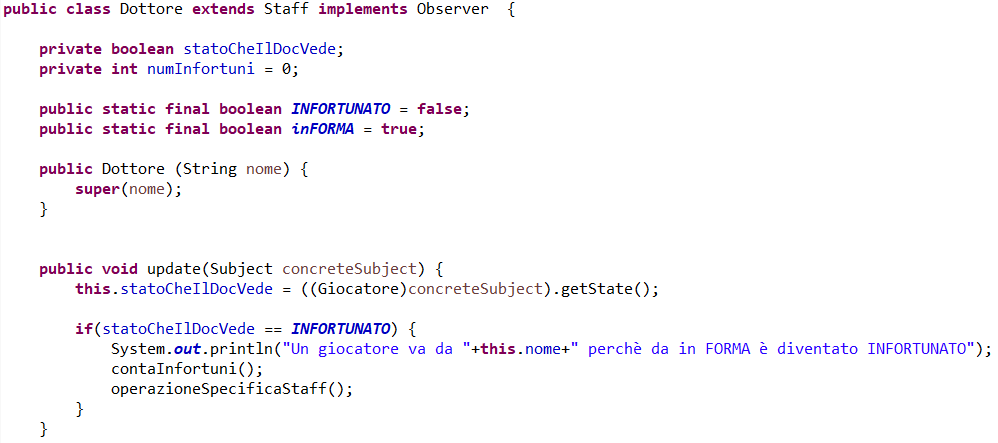 public class Dottore extends Staff implements Observer  {

    private boolean statoCheIlDocVede;
    private int numInfortuni = 0;

    public static final boolean INFORTUNATO = false;
    public static final boolean inFORMA = true;

    public Dottore (String nome) {
        super(nome);
    }


    public void update(Subject concreteSubject) {
        this.statoCheIlDocVede = ((Giocatore)concreteSubject).getState();

        if(statoCheIlDocVede == INFORTUNATO) {
            System.out.println("Un giocatore va da "+this.nome+" perchè da in FORMA è diventato INFORTUNATO");
            contaInfortuni();
            operazioneSpecificaStaff();
        }
    }